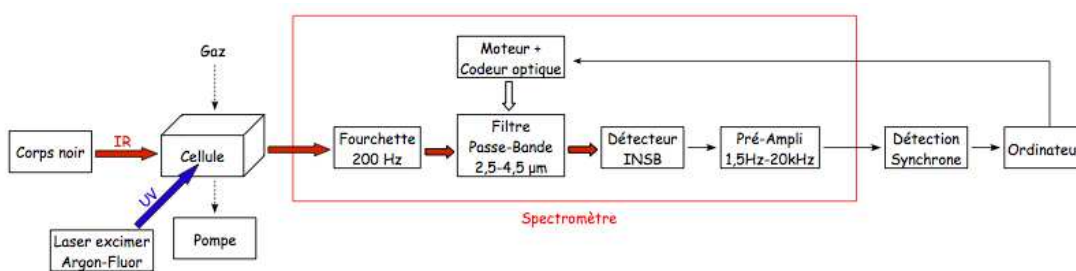 Gaz
Moteur +
Codeur optique
Corps noir
IR
Cellule
Fourchette
200 Hz
Filtre
Passe-Bande
2,5-4,5 µm
Détecteur
INSB
Pré-Ampli
1,5Hz-20kHz
Détection
Synchrone
Ordinateur
UV
Laser excimer
Argon-Fluor
Pompe
Spectromètre